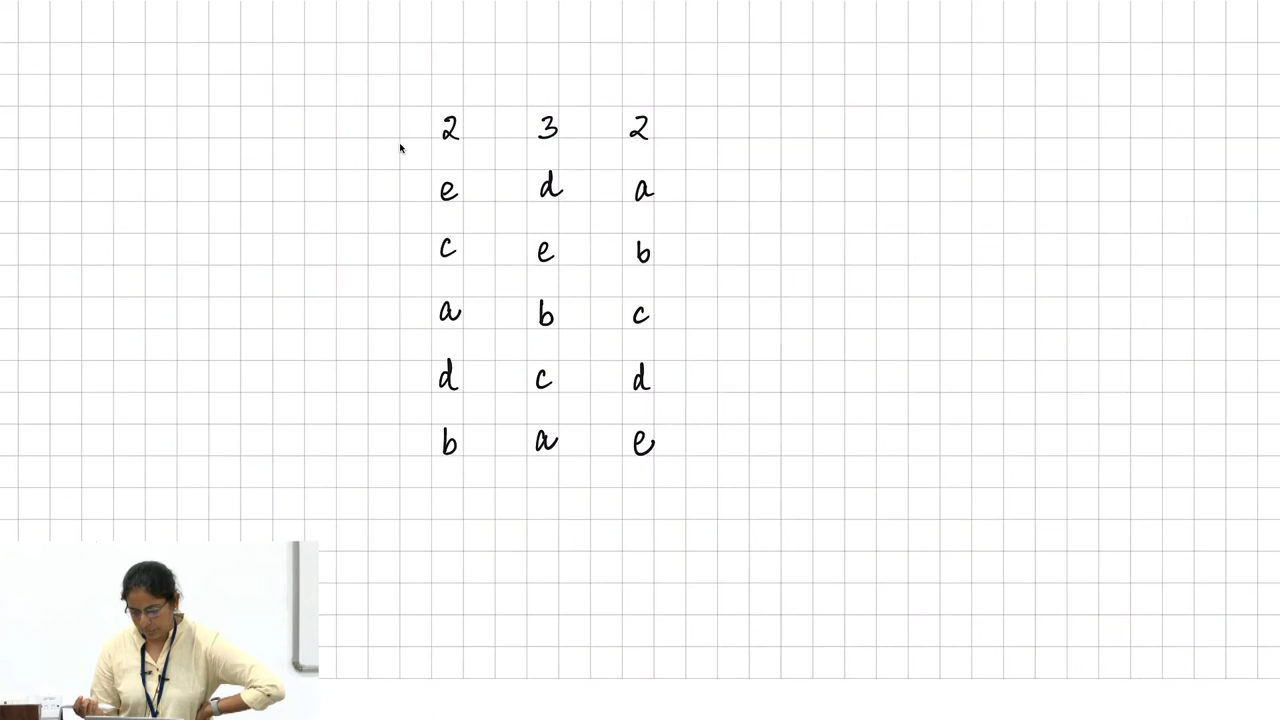 2 3 2
e d a
c e b
a b c
d c d
b a e